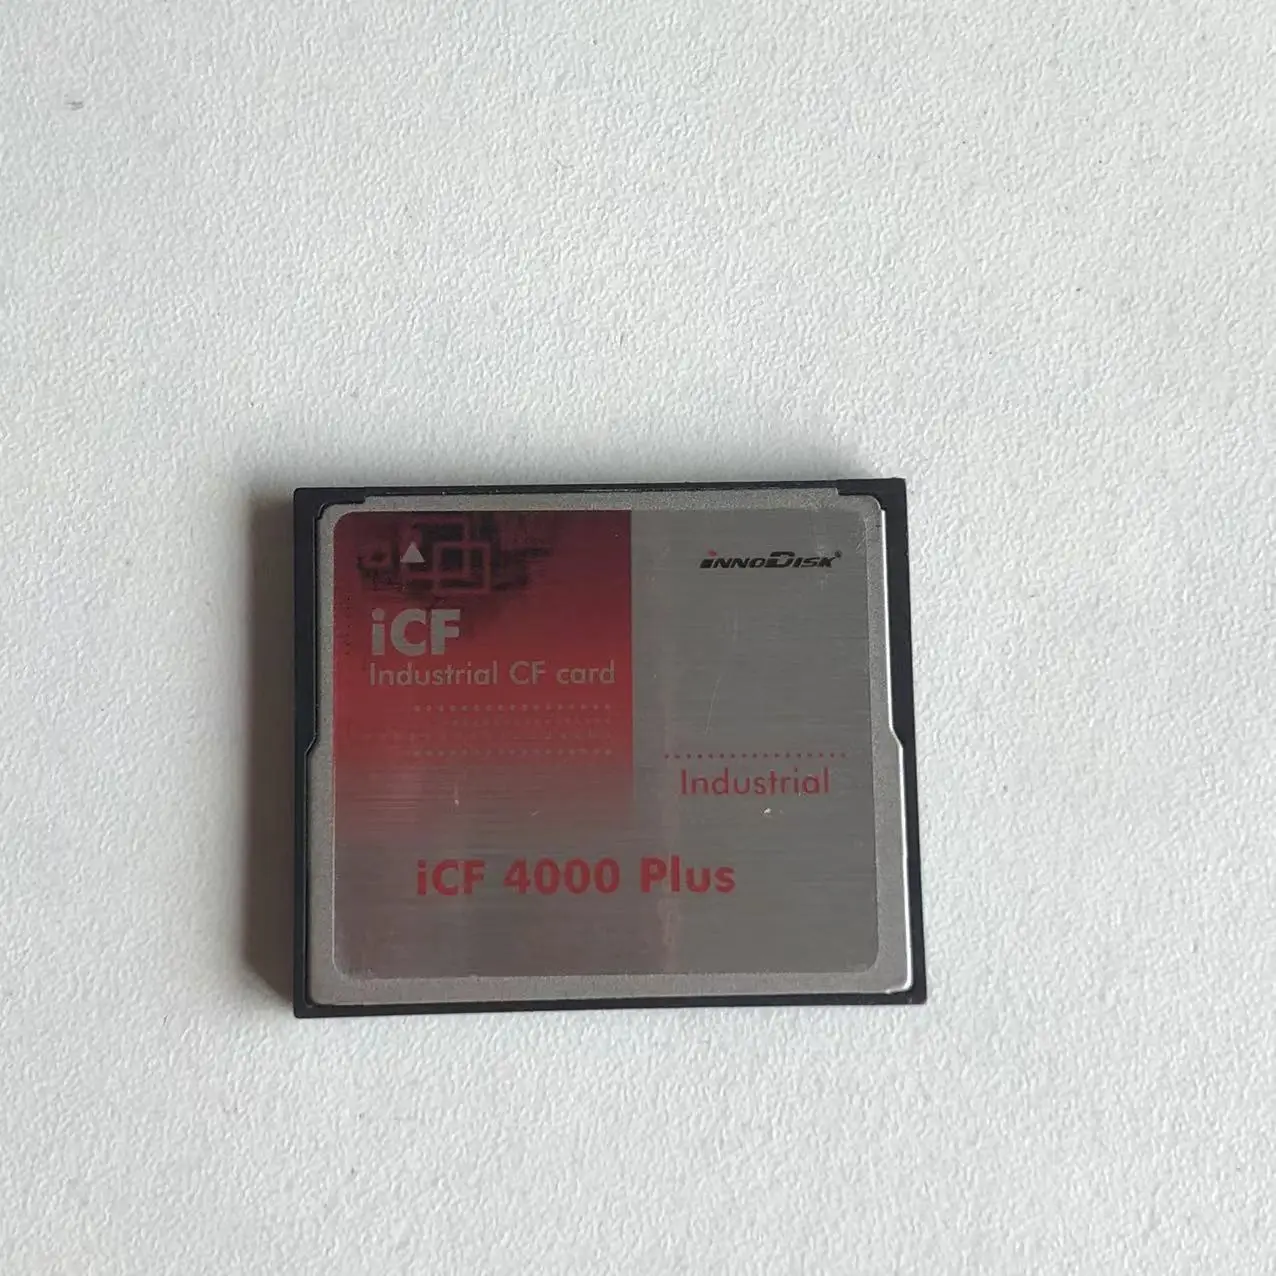 iNNODISK®
iCF
Industrial CF card
Industrial
iCF 4000 Plus